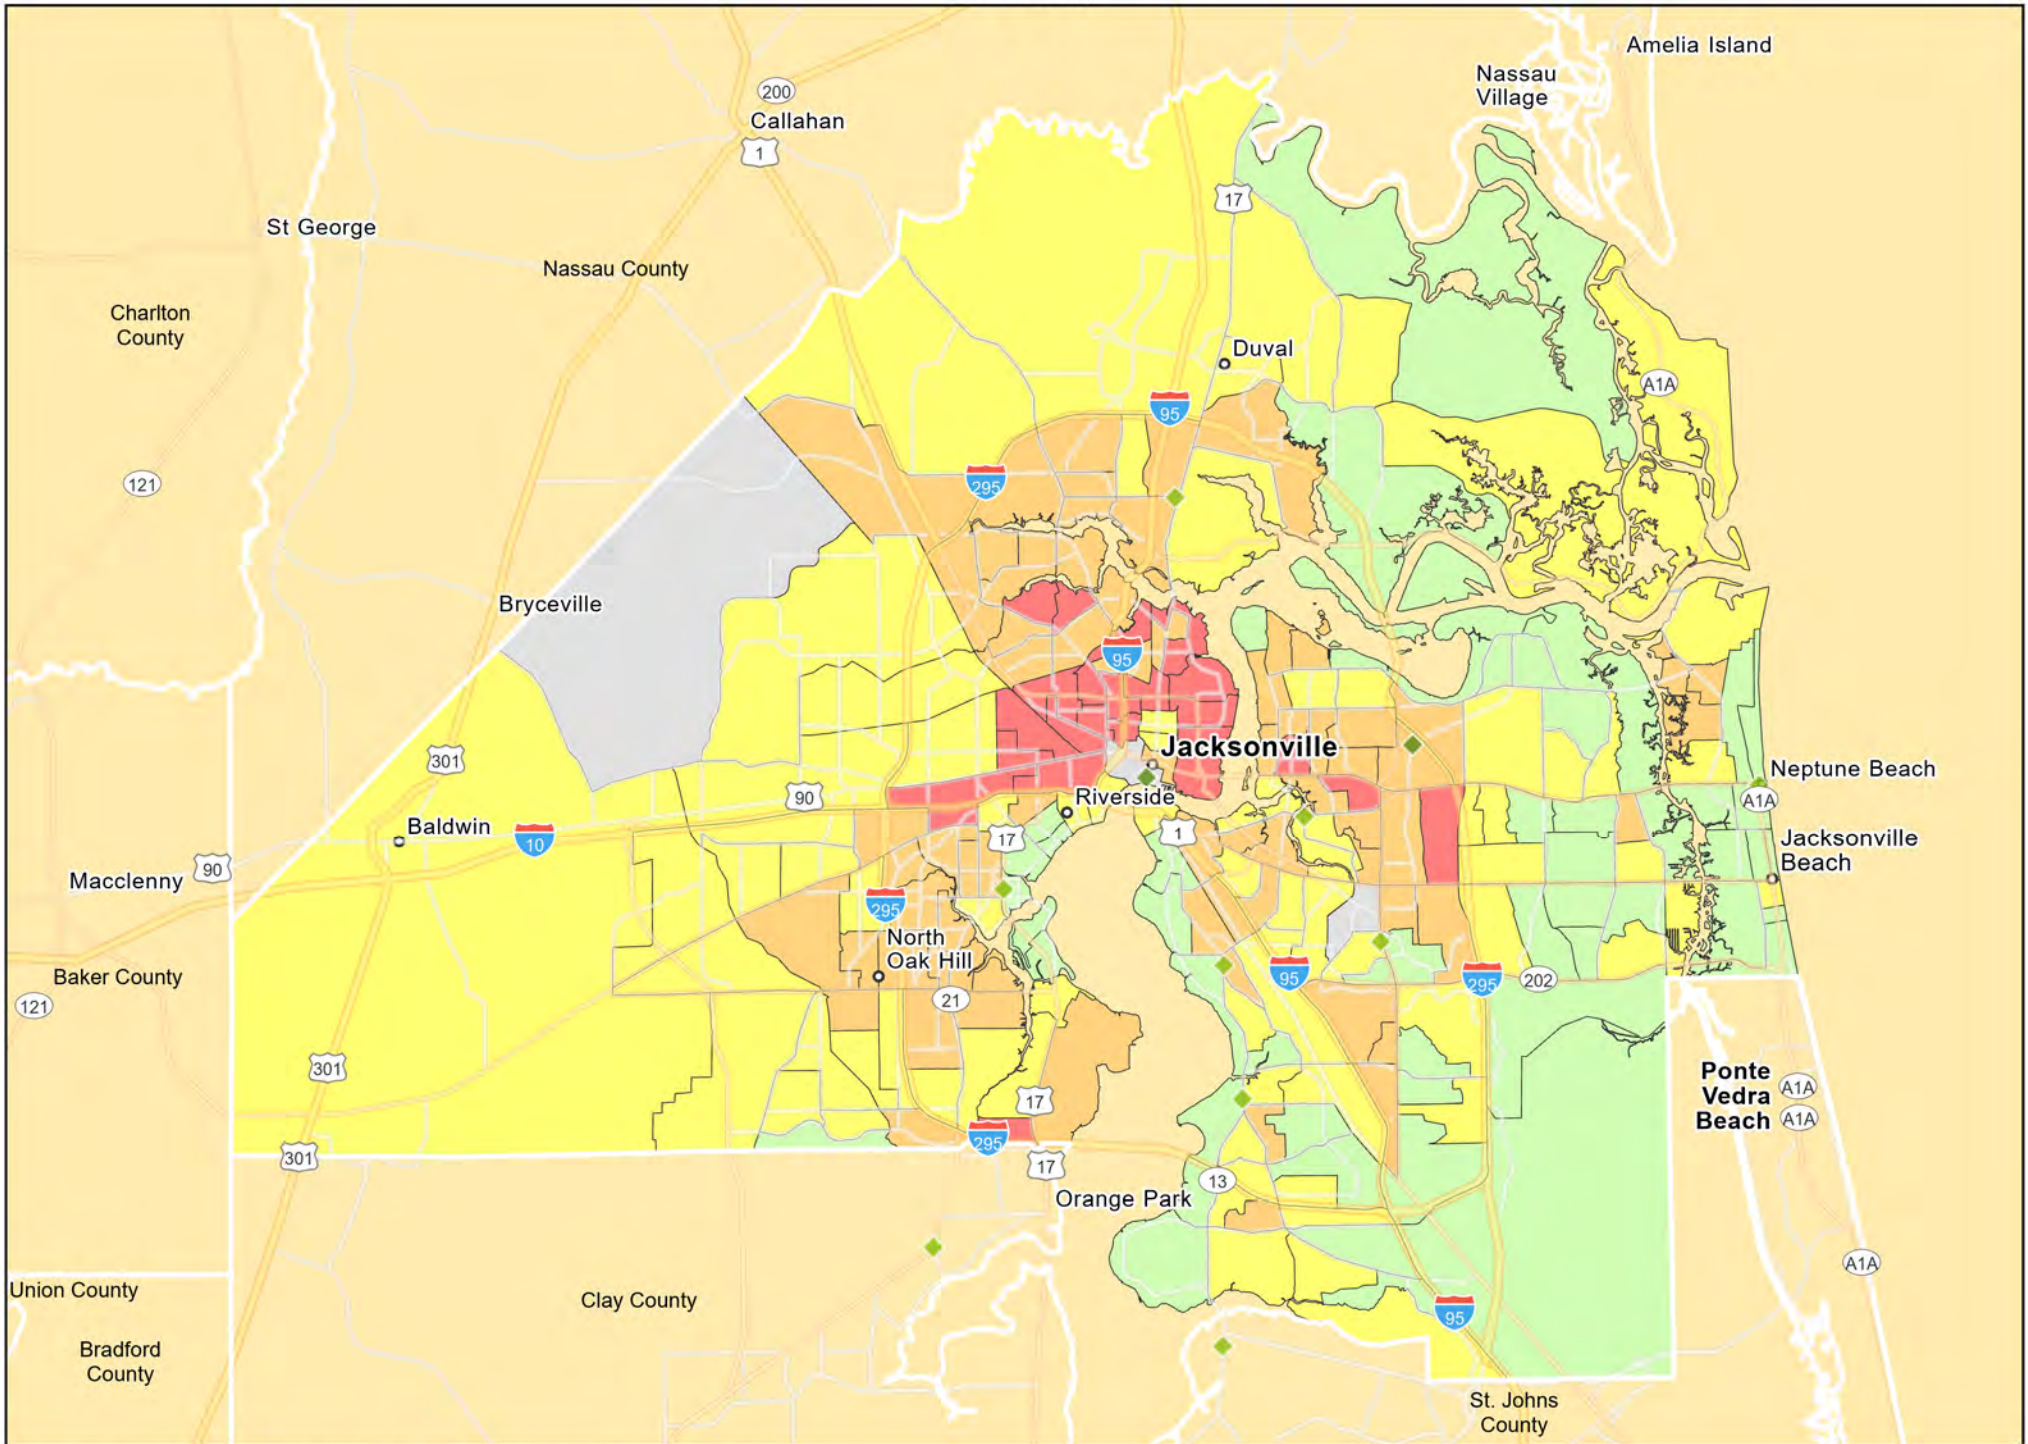 Amelia Island
Nassau
Village
200
Callahan
1
17
St George
Nassau County
Charlton
County
Duval
A1A
95
121
295
Bryceville
95
Jacksonville
301
Neptune Beach
90
Riverside
A1A
Baldwin
10
17
1
Jacksonville
Beach
Macclenny
90
295
North
Oak Hill
95
295
202
Baker County
121
21
301
17
Ponte
Vedra
Beach
A1A
A1A
295
301
17
13
Orange Park
A1A
Union County
Clay County
95
Bradford
County
St. Johns
County